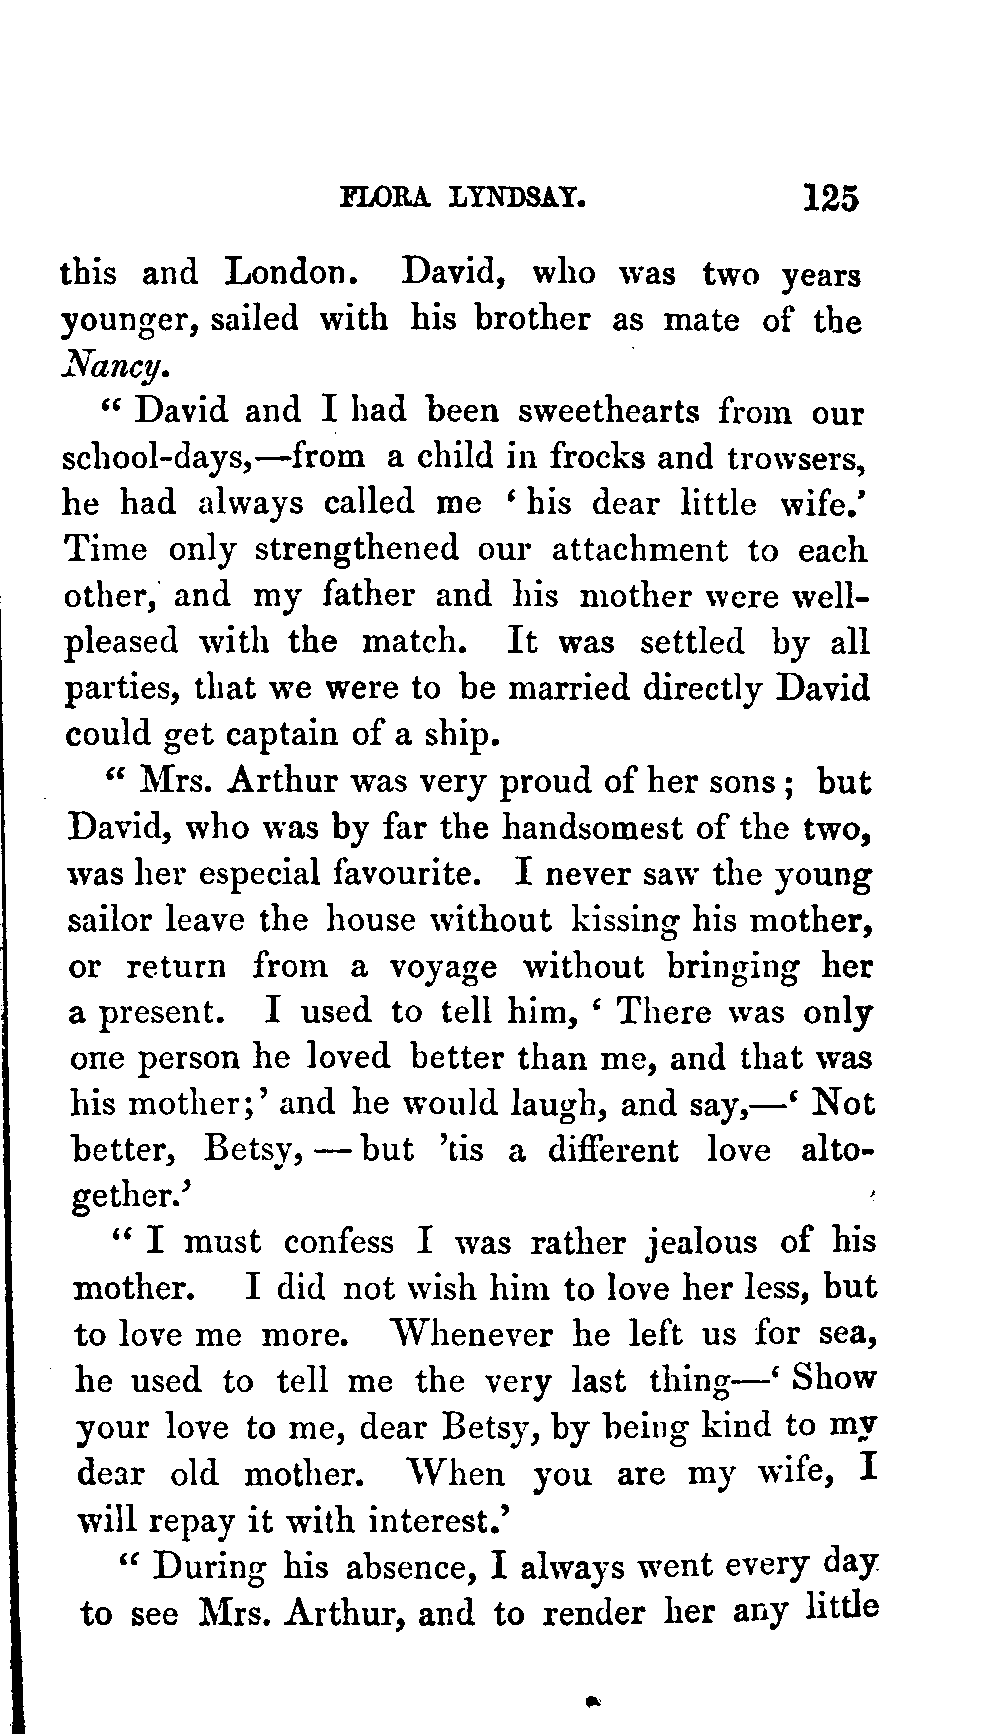 FLORA LYNDSAY. 125
this and London. David, who was two years
younger, sailed with his brother as mate of the
Nancy.
“ David and I had been sweethearts from our
school-days,—from a child in frocks and trowsers,
he had always called me ‘ his dear little wife.’
Time only strengthened our attachment to each
other, and my father and his mother were well-
pleased with the match. It was settled by all
parties, that we were to be married directly David
could get captain of a ship.
“ Mrs. Arthur was very proud of her sons ; but
David, who was by far the handsomest of the two,
was her especial favourite. I never saw the young
sailor leave the house without kissing his mother,
or return from a voyage without bringing her
a present. I used to tell him, ‘ There was only
one person he loved better than me, and that was
his mother;’ and he would laugh, and say,—‘ Not
better, Betsy, — but ’tis a different love alto-
gether.’
“ I must confess I was rather jealous of his
mother. I did not wish him to love her less, but
to love me more. Whenever he left us for sea,
he used to tell me the very last thing—‘ Show
your love to me, dear Betsy, by being kind to my
dear old mother. When you are my wife, I
will repay it with interest.’
“ During his absence, I always went every day
to see Mrs. Arthur, and to render her any little